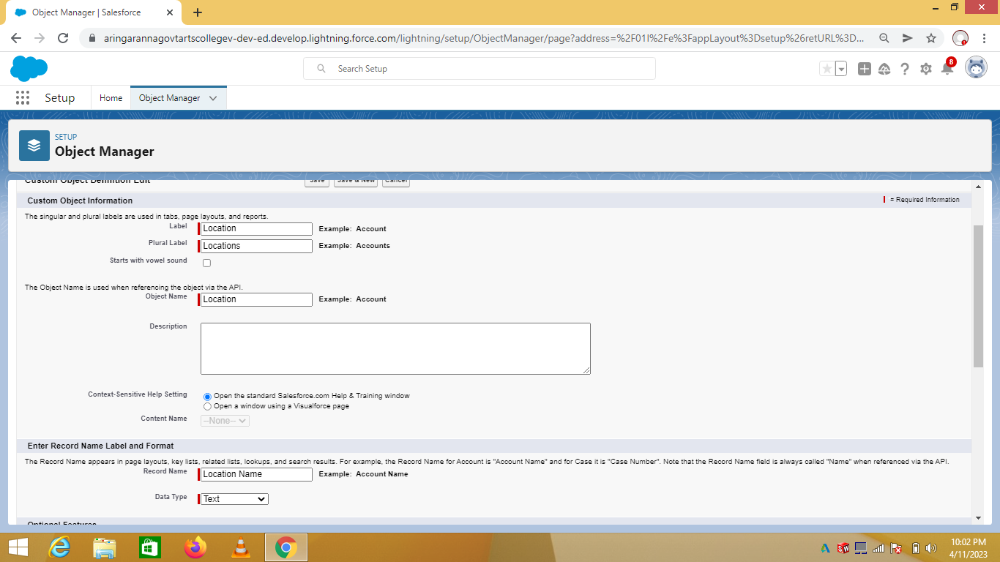 Object Manager | Salesforce
aringarannagovtartscollegev-dev-ed.develop.lightning.force.com/lightning/setup/ObjectManager/page?address=%2F01I%2Fe%3FappLayout%3Dsetup%26retURL%3D...
Search Setup
8
Setup
Home
Object Manager
SETUP
Object Manager
Custom Object Definition Edit
Save
Save & New
Cancel
Custom Object Information
= Required Information
The singular and plural labels are used in tabs, page layouts, and reports.
Label
Location
Example: Account
Plural Label
Locations
Example: Accounts
Starts with vowel sound
The Object Name is used when referencing the object via the API.
Object Name
Location
Example: Account
Description
Context-Sensitive Help Setting
Open the standard Salesforce.com Help & Training window
Open a window using a Visualforce page
Content Name
--None--
Enter Record Name Label and Format
The Record Name appears in page layouts, key lists, related lists, lookups, and search results. For example, the Record Name for Account is "Account Name" and for Case it is "Case Number". Note that the Record Name field is always called "Name" when referenced via the API.
Record Name
Location Name
Example: Account Name
Data Type
Text
Optional Features
10:02 PM
4/11/2023